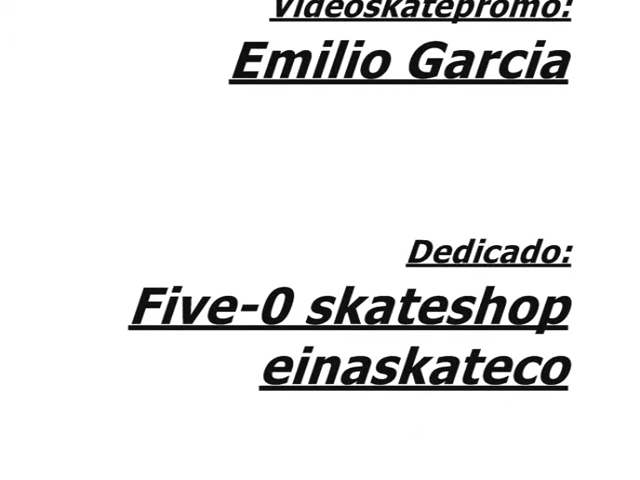 Videoskatepromo:
Emilio Garcia
Dedicado:
Five-0 skateshop
einaskateco